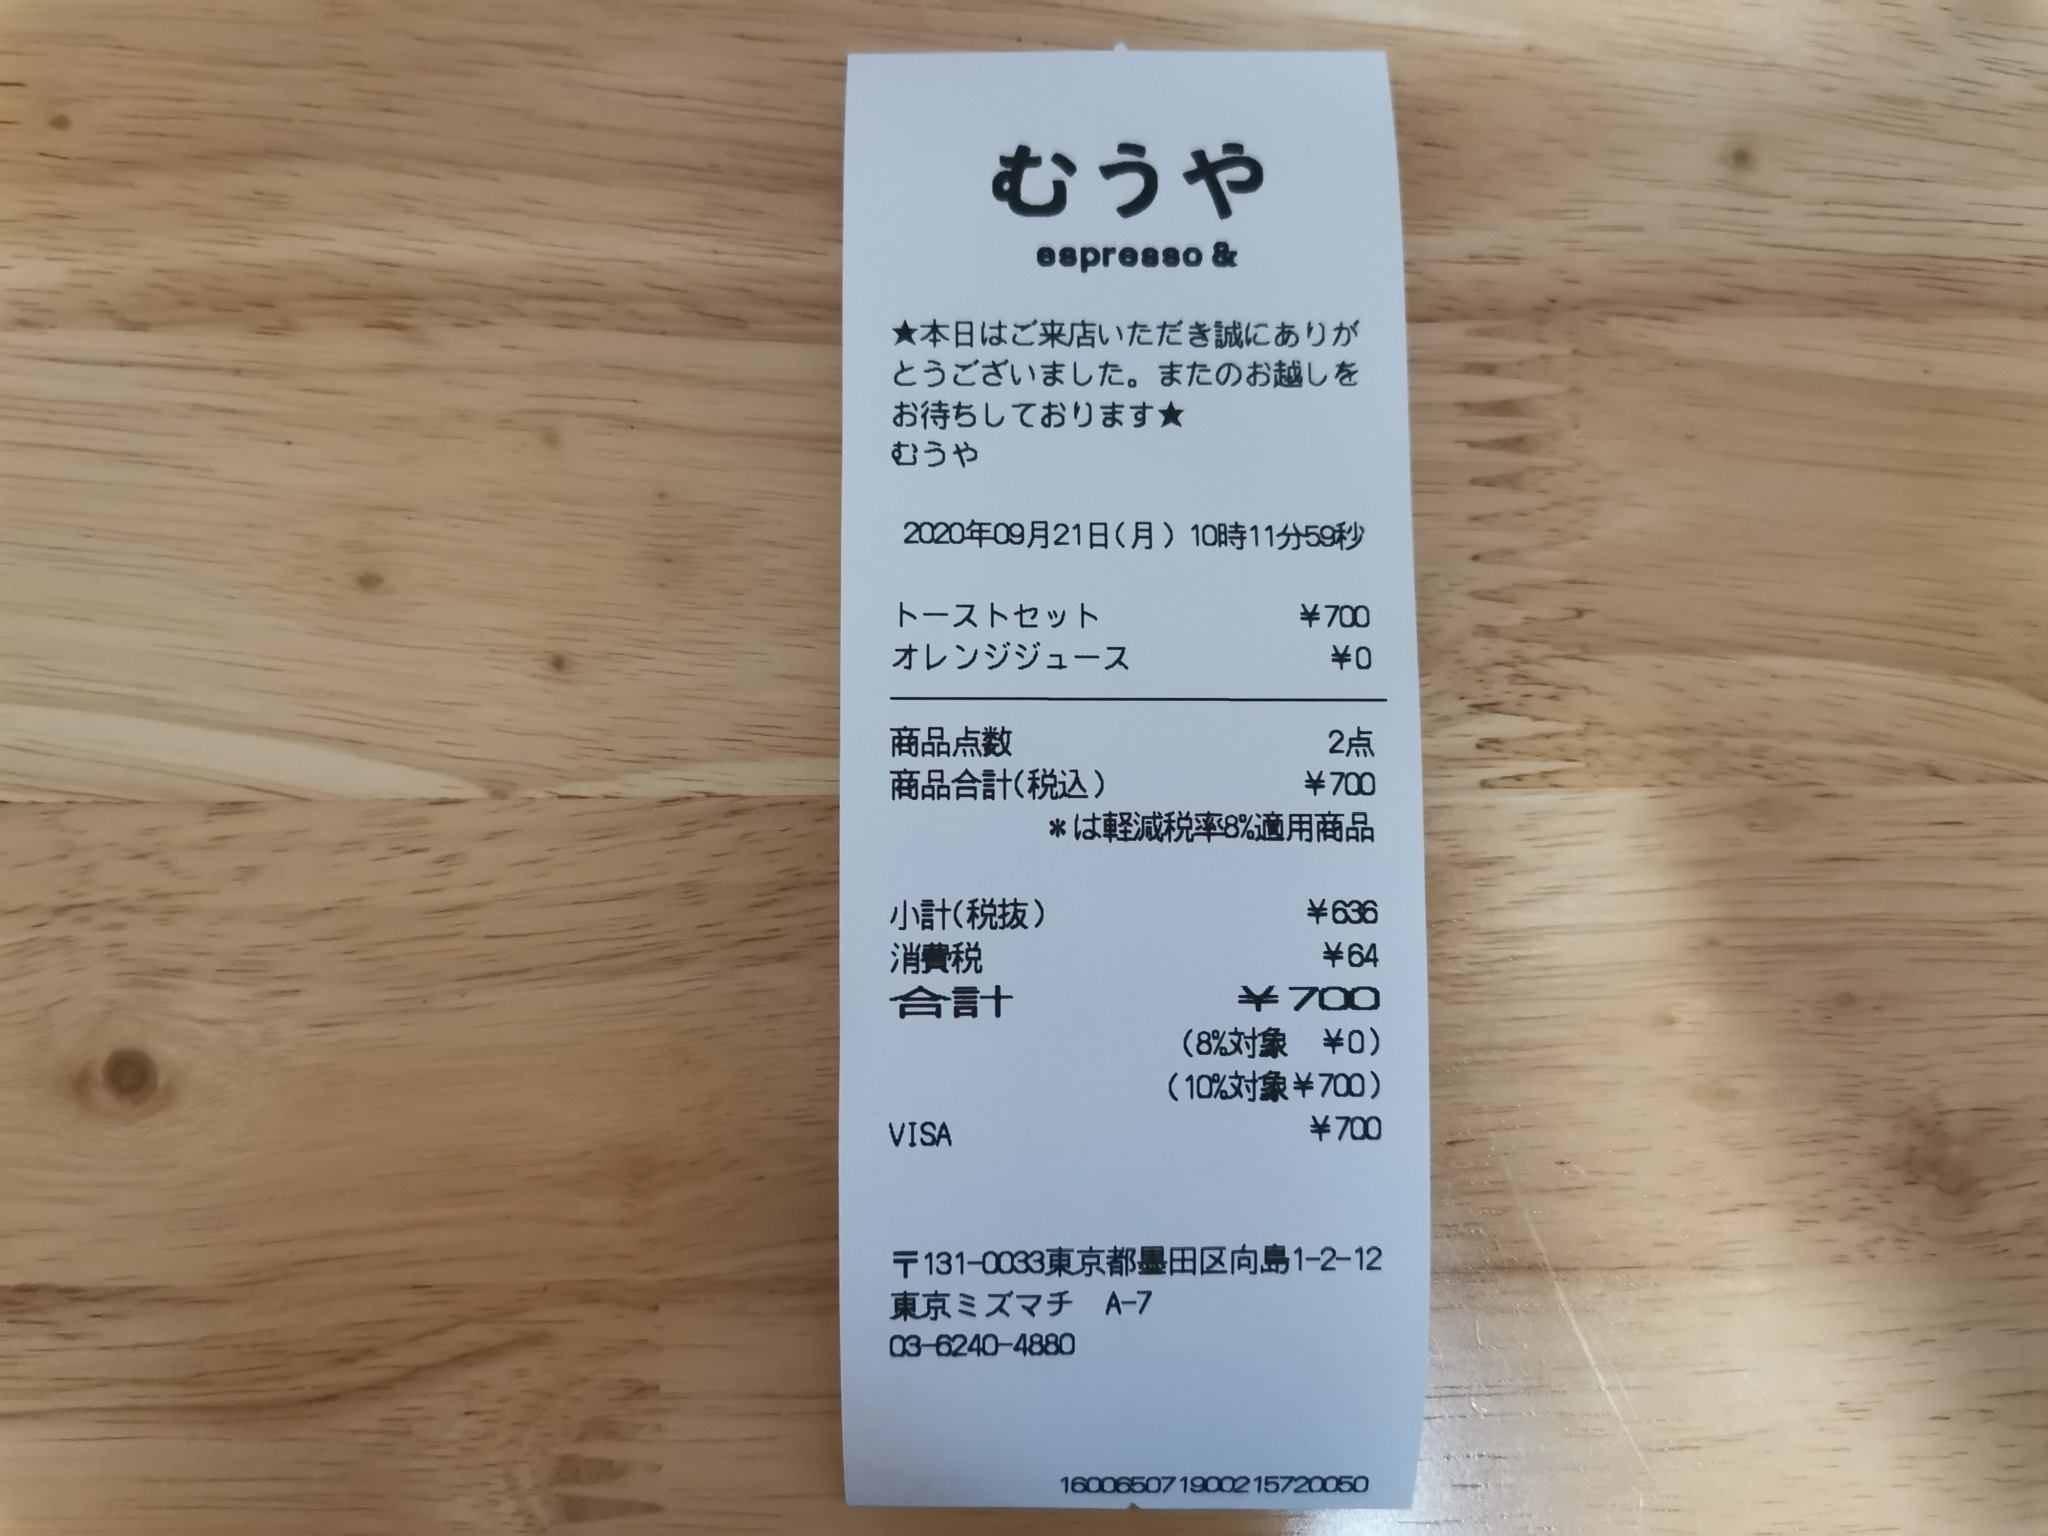 むうや
espresso &
★本日はご来店いただき誠にありが
とうございました。またのお越しを
お待ちしております★
むうや
2020年09月21日(月) 10時11分59秒
トーストセット ¥700
オレンジジュース ¥0
商品点数 2点
商品合計(税込) ¥700
*は軽減税率8%適用商品
小計(税抜) ¥636
消費税 ¥64
合計 ¥700
(8%対象 ¥0)
(10%対象¥700)
VISA ¥700
〒131-0033東京都墨田区向島1-2-12
東京ミズマチ A-7
03-6240-4880
160065071900215720050